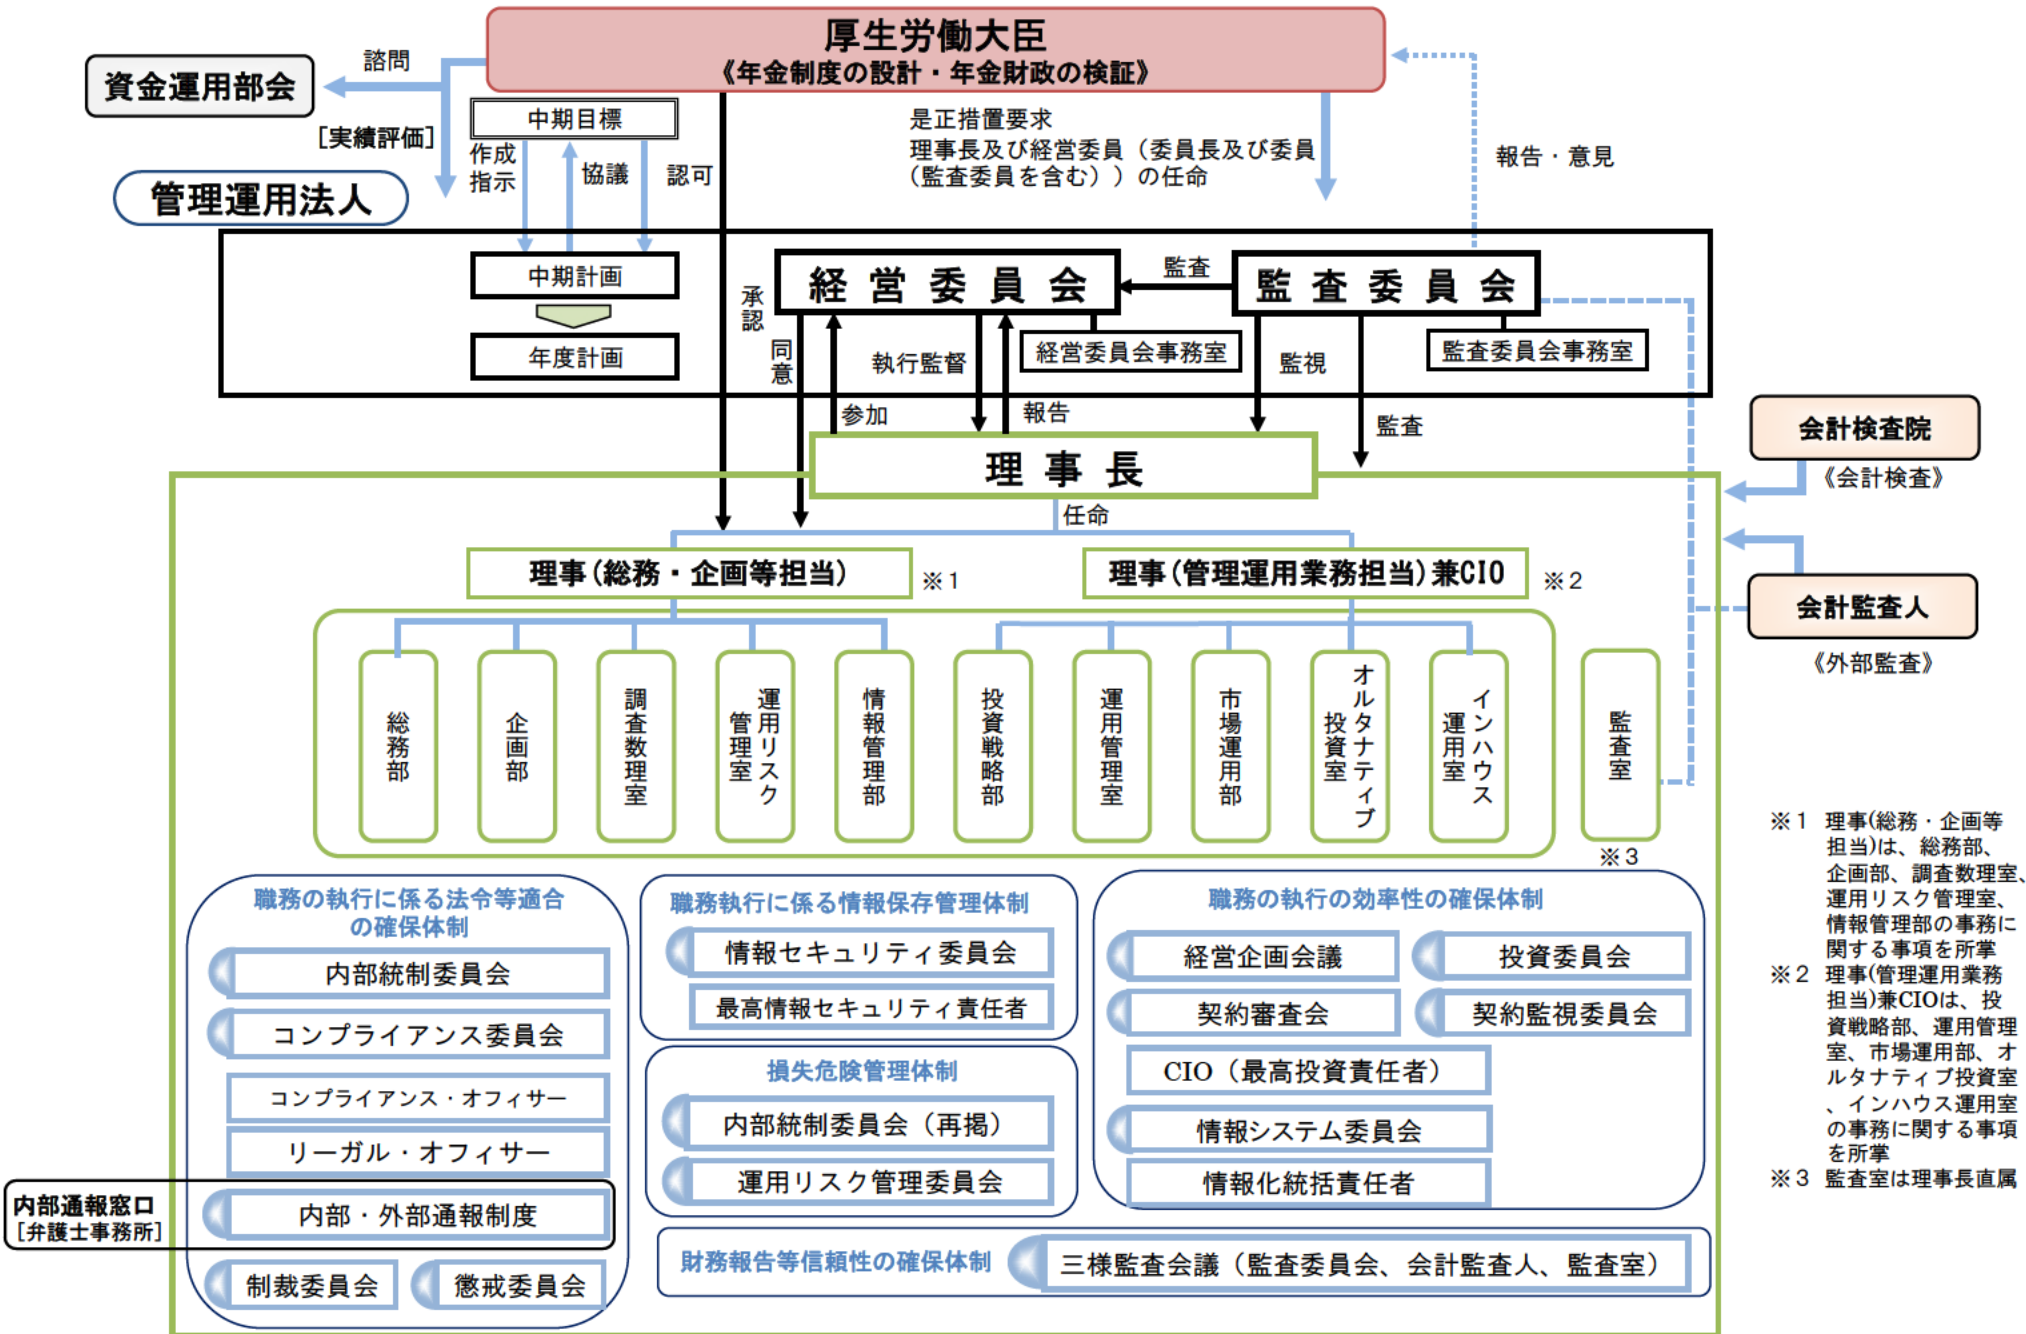 厚生労働大臣
《年金制度の設計・年金財政の検証》
資金運用部会
諮問
[実績評価]
中期目標
作成
指示
協議
認可
是正措置要求
理事長及び経営委員（委員長及び委員
（監査委員を含む））の任命
報告・意見
管理運用法人
中期計画
年度計画
経営委員会
監査
監査委員会
承認
同意
執行監督
経営委員会事務室
監視
監査委員会事務室
参加
報告
監査
理事長
会計検査院
《会計検査》
任命
理事(総務・企画等担当)
※1
理事(管理運用業務担当)兼CIO
※2
会計監査人
《外部監査》
総務部
企画部
調査数理室
運用リスク
管理室
情報管理部
投資戦略部
運用管理室
市場運用部
オルタナティブ
投資室
インハウス
運用室
監査室
※3
※1 理事(総務・企画等
担当)は、総務部、
企画部、調査数理室、
運用リスク管理室、
情報管理部の事務に
関する事項を所掌
※2 理事(管理運用業務
担当)兼CIOは、投
資戦略部、運用管理
室、市場運用部、オ
ルタナティブ投資室
、インハウス運用室
の事務に関する事項
を所掌
※3 監査室は理事長直属
職務の執行に係る法令等適合
の確保体制
内部統制委員会
コンプライアンス委員会
コンプライアンス・オフィサー
リーガル・オフィサー
内部通報窓口
[弁護士事務所]
内部・外部通報制度
制裁委員会
懲戒委員会
職務執行に係る情報保存管理体制
情報セキュリティ委員会
最高情報セキュリティ責任者
損失危険管理体制
内部統制委員会（再掲）
運用リスク管理委員会
職務の執行の効率性の確保体制
経営企画会議
投資委員会
契約審査会
契約監視委員会
CIO（最高投資責任者）
情報システム委員会
情報化統括責任者
財務報告等信頼性の確保体制
三様監査会議（監査委員会、会計監査人、監査室）